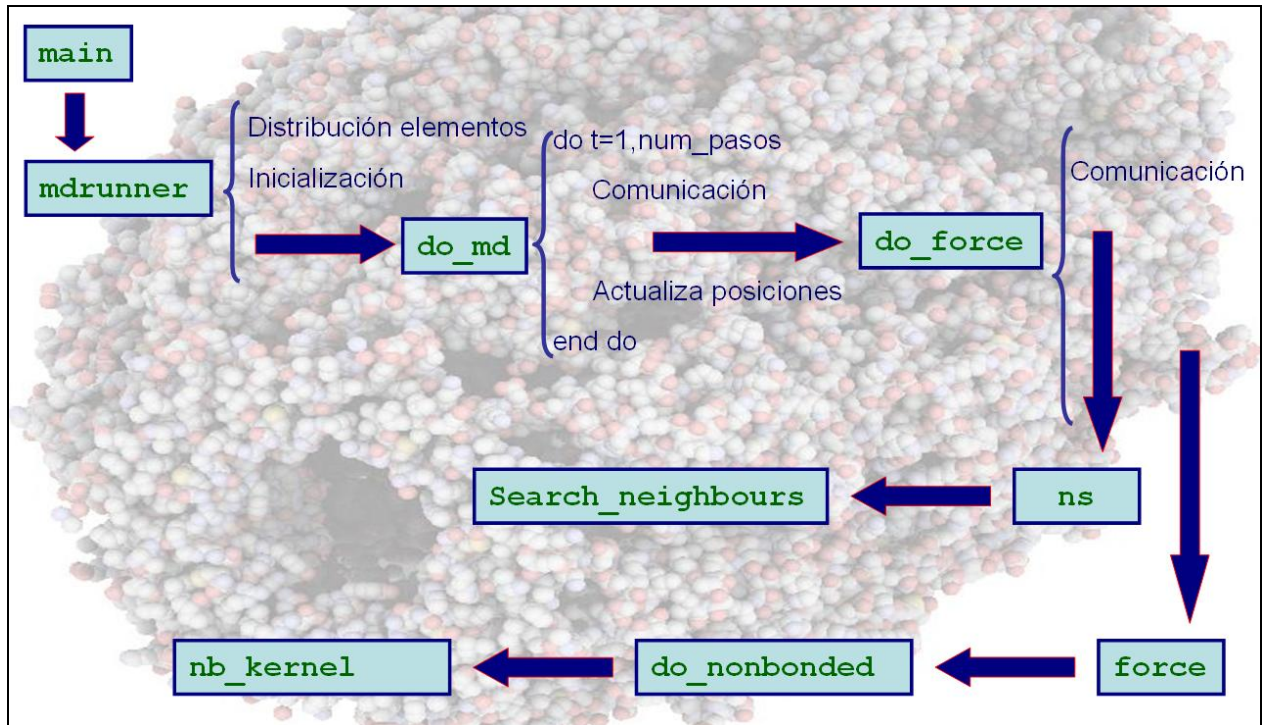 main
mdrunner
Distribución elementos
Inicialización
do_md
do t=1,num_pasos
Comunicación
Actualiza posiciones
end do
do_force
Comunicación
ns
Search_neighbours
force
do_nonbonded
nb_kernel